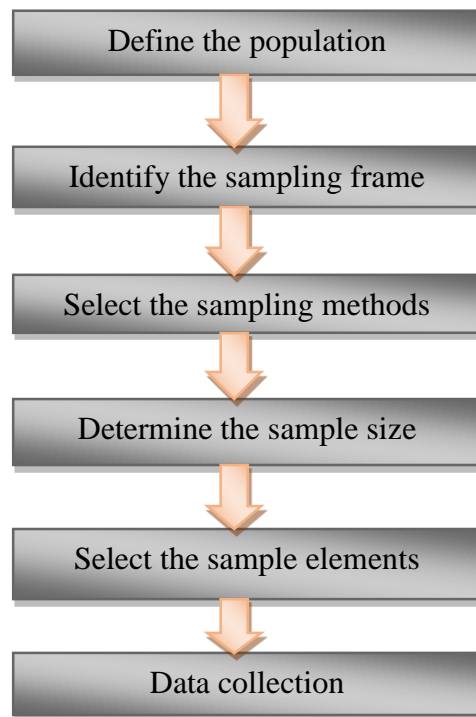 Define the population
Identify the sampling frame
Select the sampling methods
Determine the sample size
Select the sample elements
Data collection